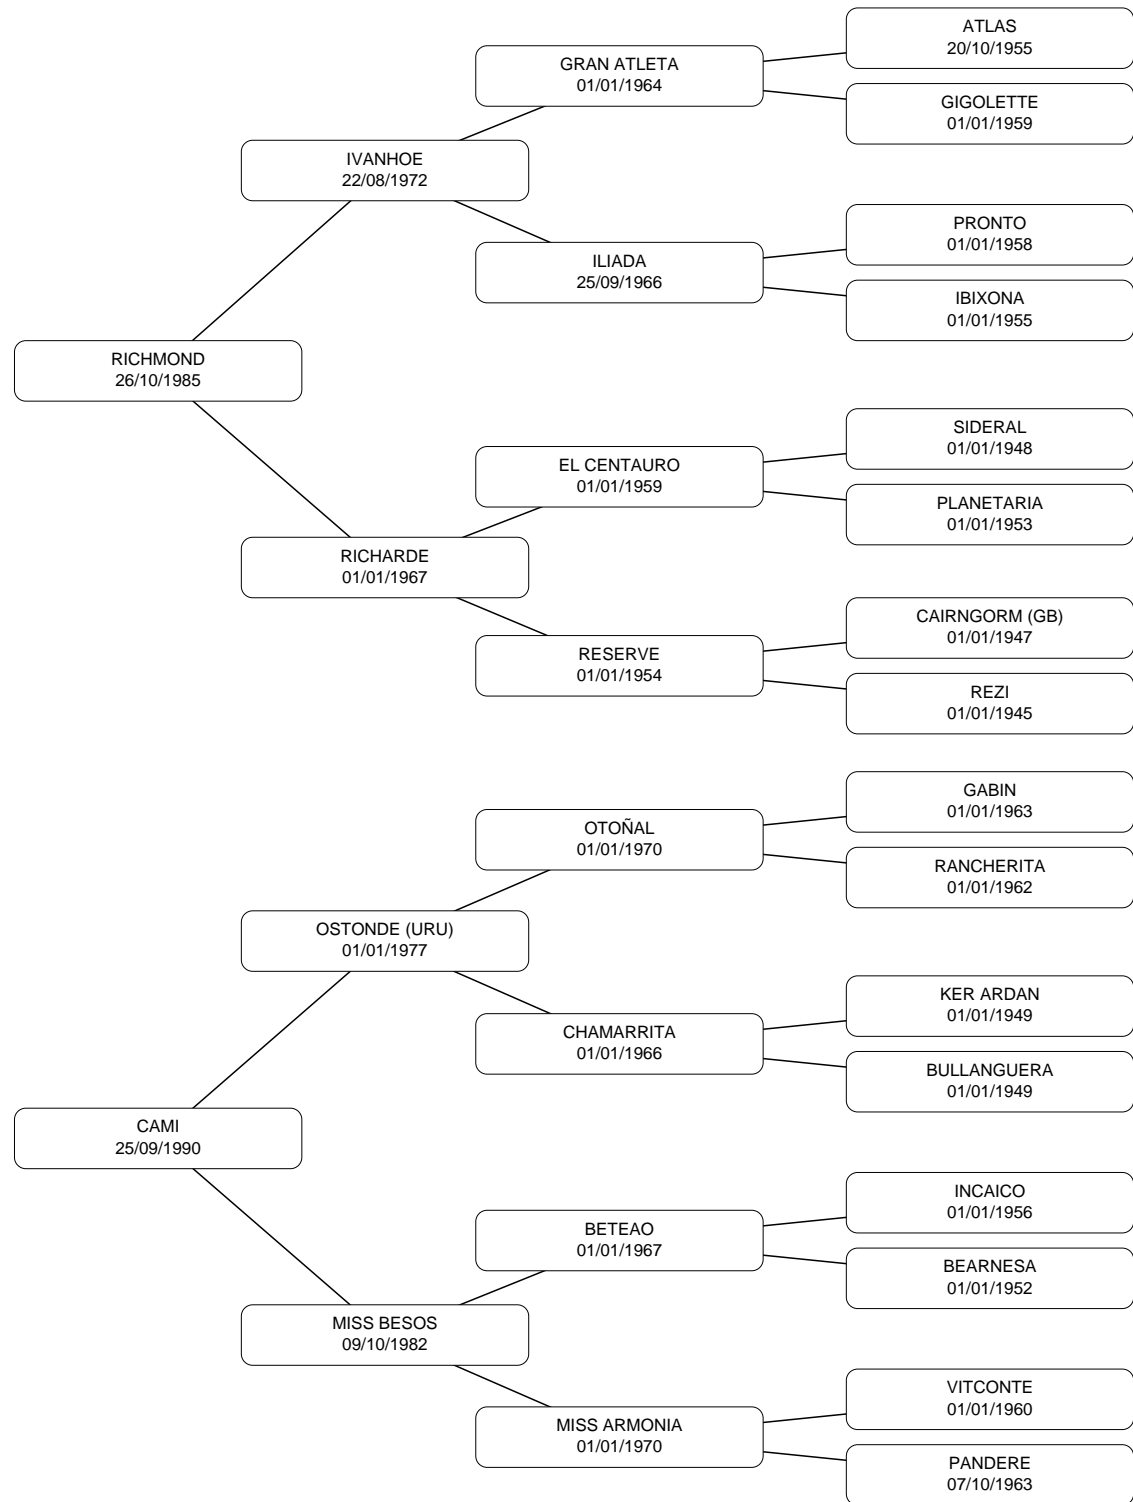 ATLAS
20/10/1955
GRAN ATLETA
01/01/1964
GIGOLETTE
01/01/1959
IVANHOE
22/08/1972
PRONTO
01/01/1958
ILIADA
25/09/1966
IBIXONA
01/01/1955
RICHMOND
26/10/1985
SIDERAL
01/01/1948
EL CENTAURO
01/01/1959
PLANETARIA
01/01/1953
RICHARDE
01/01/1967
CAIRNGORM (GB)
01/01/1947
RESERVE
01/01/1954
REZI
01/01/1945
GABIN
01/01/1963
OTOÑAL
01/01/1970
RANCHERITA
01/01/1962
OSTONDE (URU)
01/01/1977
KER ARDAN
01/01/1949
CHAMARRITA
01/01/1966
BULLANGUERA
01/01/1949
CAMI
25/09/1990
INCAICO
01/01/1956
BETEAO
01/01/1967
BEARNESA
01/01/1952
MISS BESOS
09/10/1982
VITCONTE
01/01/1960
MISS ARMONIA
01/01/1970
PANDERE
07/10/1963